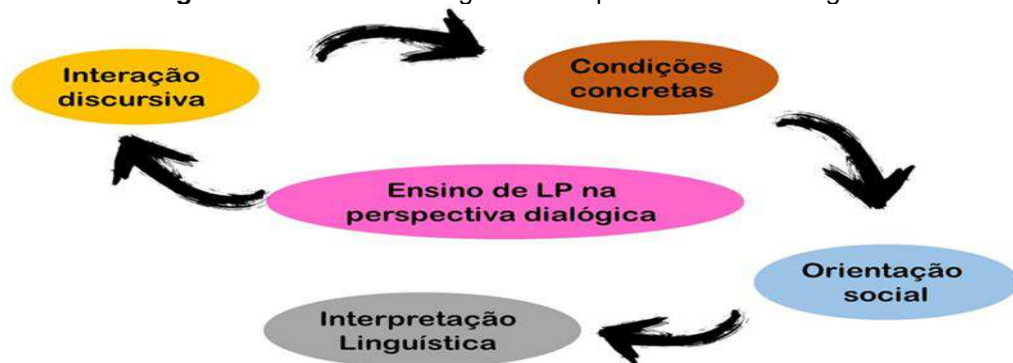 Interação
discursiva
Condições
concretas
Ensino de LP na
perspectiva dialógica
Orientação
social
Interpretação
Linguística